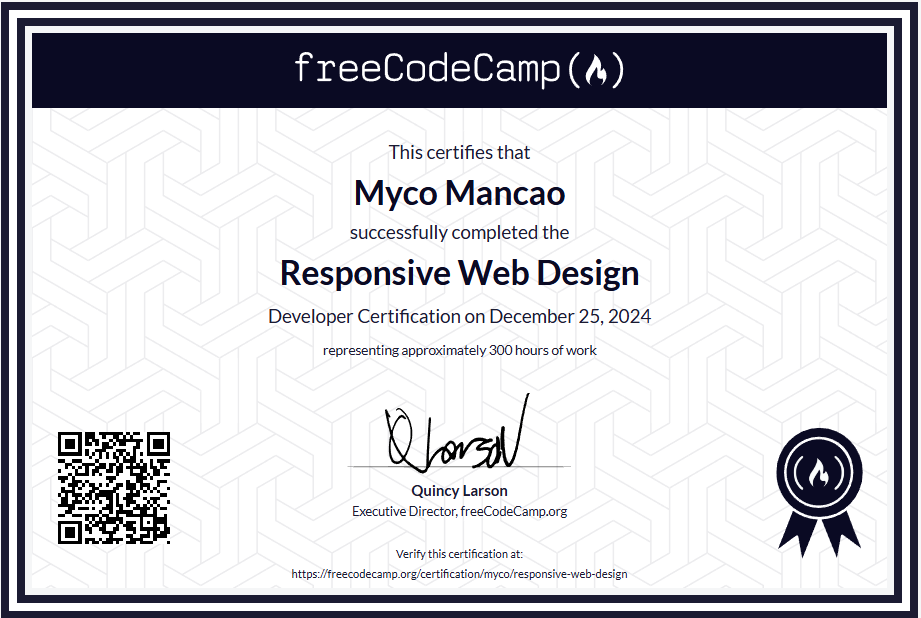 freeCodeCamp
This certifies that
Myco Mancao
successfully completed the
Responsive Web Design
Developer Certification on December 25, 2024
representing approximately 300 hours of work
Q Larson
Quincy Larson
Executive Director, freeCodeCamp.org
Verify this certification at:
https://freecodecamp.org/certification/myco/responsive-web-design